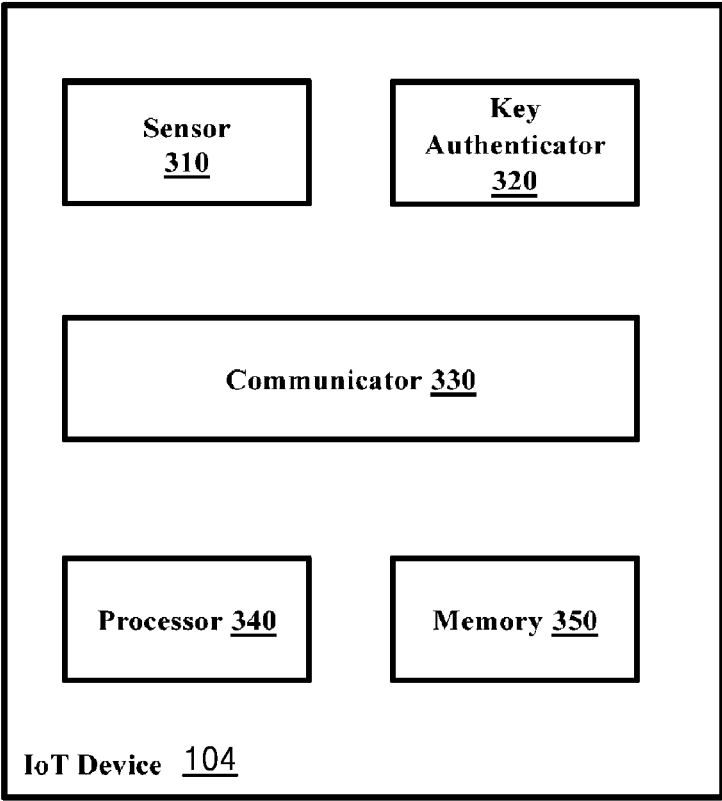 Sensor
310
Key
Authenticator
320
Communicator 330
Processor 340
Memory 350
IoT Device 104